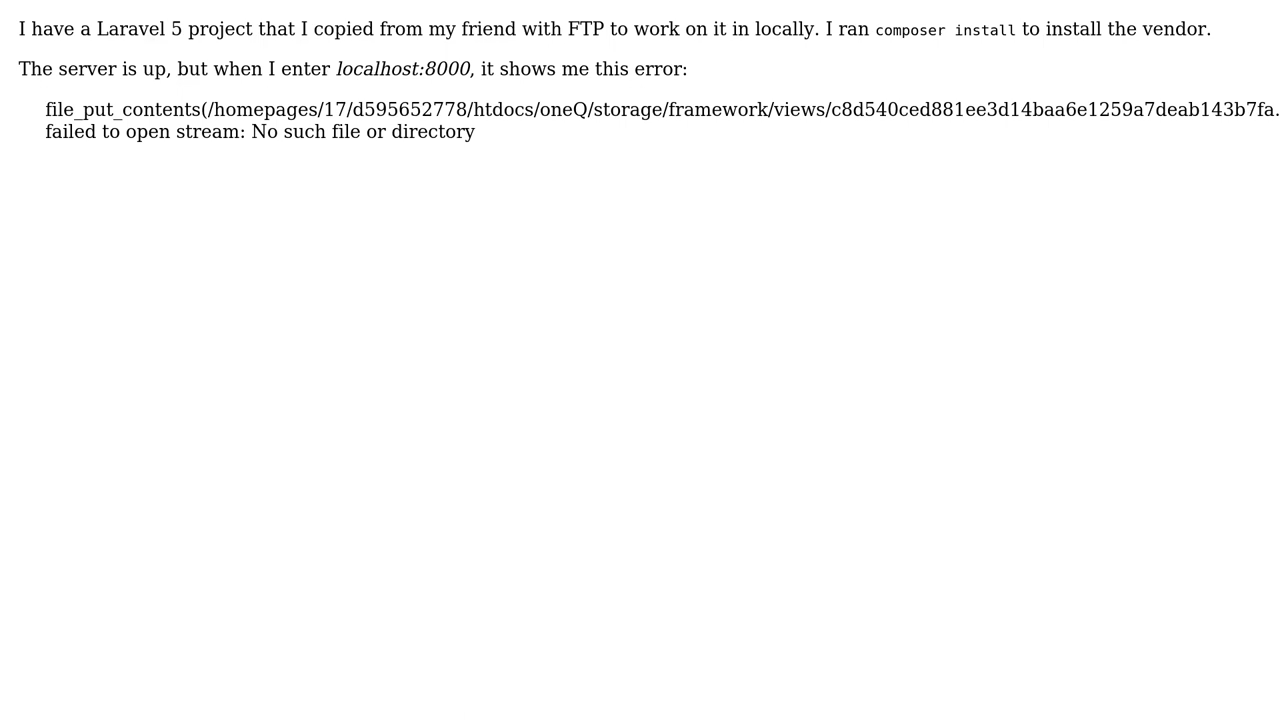 I have a Laravel 5 project that I copied from my friend with FTP to work on it in locally. I ran composer install to install the vendor.
The server is up, but when I enter localhost:8000, it shows me this error:
file_put_contents(/homepages/17/d595652778/htdocs/oneQ/storage/framework/views/c8d540ced881ee3d14baa6e1259a7deab143b7fa.
failed to open stream: No such file or directory